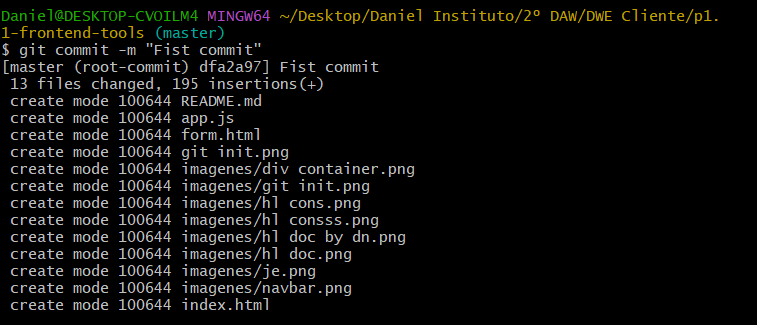 Daniel@DESKTOP-CVOILM4 MINGW64 ~/Desktop/Daniel Instituto/2º DAW/DWE Cliente/p1.
1-frontend-tools (master)
$ git commit -m "Fist commit"
[master (root-commit) dfa2a97] Fist commit
 13 files changed, 195 insertions(+)
 create mode 100644 README.md
 create mode 100644 app.js
 create mode 100644 form.html
 create mode 100644 git init.png
 create mode 100644 imagenes/div container.png
 create mode 100644 imagenes/git init.png
 create mode 100644 imagenes/hl cons.png
 create mode 100644 imagenes/hl consss.png
 create mode 100644 imagenes/hl doc by dn.png
 create mode 100644 imagenes/hl doc.png
 create mode 100644 imagenes/je.png
 create mode 100644 imagenes/navbar.png
 create mode 100644 index.html